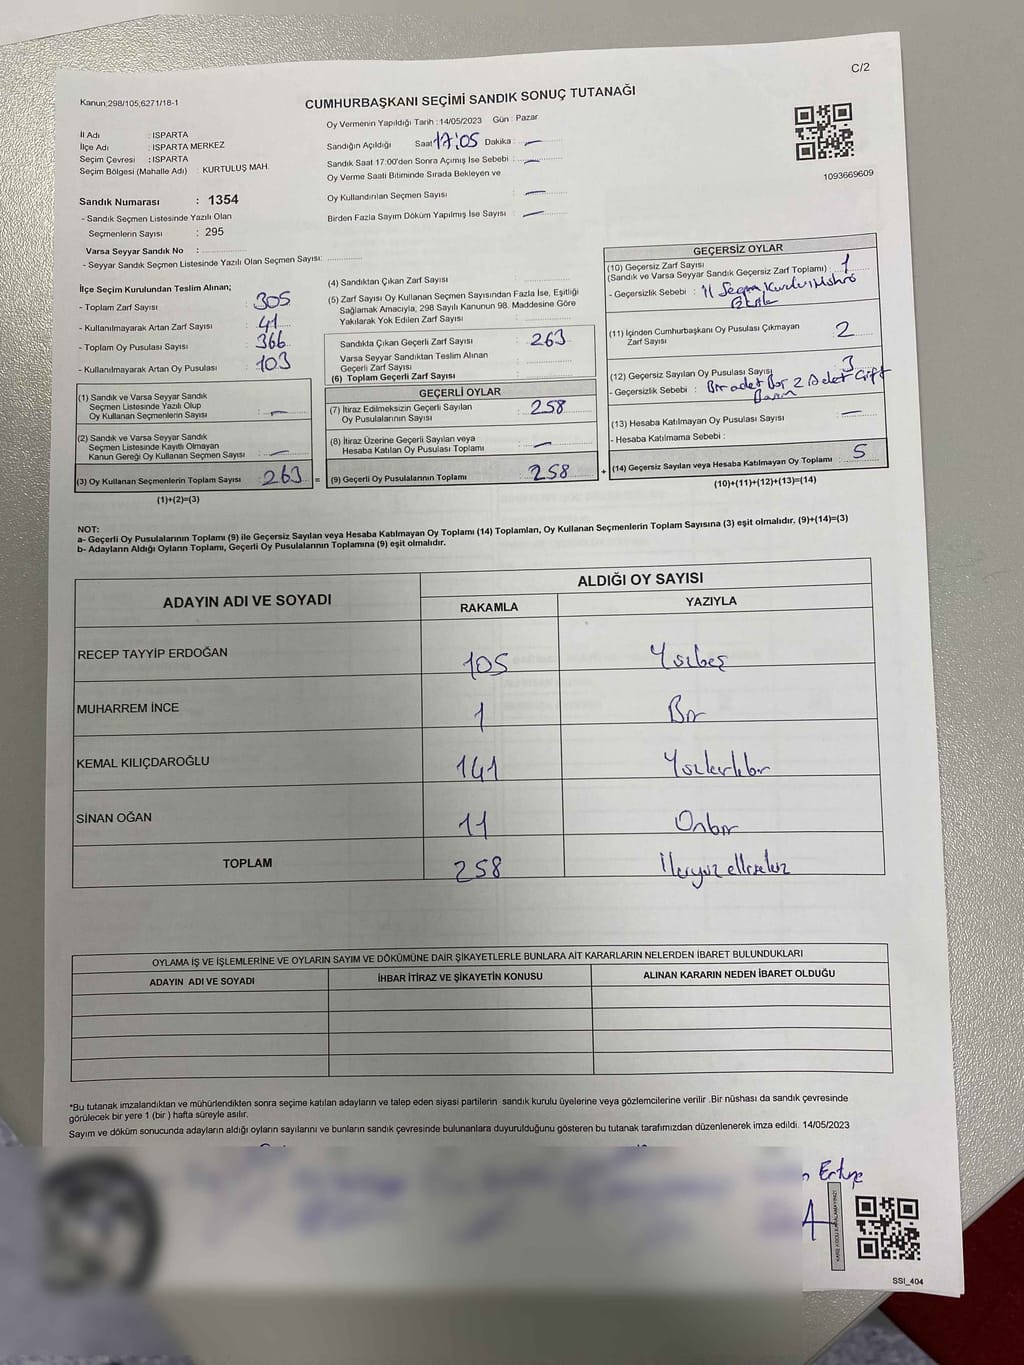 C/2
Kanun;298/105,6271/18-1
CUMHURBAŞKANI SEÇİMİ SANDIK SONUÇ TUTANAĞI
İl Adı : ISPARTA
İlçe Adı : ISPARTA MERKEZ
Seçim Çevresi : ISPARTA
Seçim Bölgesi (Mahalle Adı) : KURTULUŞ MAH.
Sandık Numarası : 1354
- Sandık Seçmen Listesinde Yazılı Olan
Seçmenlerin Sayısı : 295
Varsa Seyyar Sandık No :
- Seyyar Sandık Seçmen Listesinde Yazılı Olan Seçmen Sayısı:
Oy Vermenin Yapıldığı Tarih : 14/05/2023 Gün : Pazar
Sandığın Açıldığı Saat 17:05 Dakika : —
Sandık Saat 17:00'den Sonra Açımış İse Sebebi : —
Oy Verme Saati Bitiminde Sırada Bekleyen ve
Oy Kullandırılan Seçmen Sayısı : —
Birden Fazla Sayım Döküm Yapılmış İse Sayısı : —
1093669609
İlçe Seçim Kurulundan Teslim Alınan;
- Toplam Zarf Sayısı : 305
- Kullanılmayarak Artan Zarf Sayısı : 41
- Toplam Oy Pusulası Sayısı : 366
- Kullanılmayarak Artan Oy Pusulası : 103
(1) Sandık ve Varsa Seyyar Sandık
Seçmen Listesinde Yazılı Olup
Oy Kullanan Seçmenlerin Sayısı : —
(2) Sandık ve Varsa Seyyar Sandık
Seçmen Listesinde Kayıtlı Olmayan
Kanun Gereği Oy Kullanan Seçmen Sayısı : —
(3) Oy Kullanan Seçmenlerin Toplam Sayısı : 263 =
(1)+(2)=(3)
(4) Sandıktan Çıkan Zarf Sayısı :
(5) Zarf Sayısı Oy Kullanan Seçmen Sayısından Fazla İse, Eşitliği
Sağlamak Amacıyla; 298 Sayılı Kanunun 98. Maddesine Göre
Yakılarak Yok Edilen Zarf Sayısı :
Sandıkta Çıkan Geçerli Zarf Sayısı : 263
Varsa Seyyar Sandıktan Teslim Alınan
Geçerli Zarf Sayısı :
(6) Toplam Geçerli Zarf Sayısı :
GEÇERLİ OYLAR
(7) İtiraz Edilmeksizin Geçerli Sayılan
Oy Pusulalarının Sayısı : 258
(8) İtiraz Üzerine Geçerli Sayılan veya
Hesaba Katılan Oy Pusulası Toplamı : —
(9) Geçerli Oy Pusulalarının Toplamı : 258 +
GEÇERSİZ OYLAR
(10) Geçersiz Zarf Sayısı
(Sandık ve Varsa Seyyar Sandık Geçersiz Zarf Toplamı) : 1
- Geçersizlik Sebebi : İl Seçim Kurulu Mührü
(11) İçinden Cumhurbaşkanı Oy Pusulası Çıkmayan
Zarf Sayısı : 2
(12) Geçersiz Sayılan Oy Pusulası Sayısı : 3
- Geçersizlik Sebebi : Bir adet Boş 2 Adet Çift
(13) Hesaba Katılmayan Oy Pusulası Sayısı : —
- Hesaba Katılmama Sebebi :
(14) Geçersiz Sayılan veya Hesaba Katılmayan Oy Toplamı : 5
(10)+(11)+(12)+(13)=(14)
NOT:
a- Geçerli Oy Pusulalarının Toplamı (9) ile Geçersiz Sayılan veya Hesaba Katılmayan Oy Toplamı (14) Toplamları, Oy Kullanan Seçmenlerin Toplam Sayısına (3) eşit olmalıdır. (9)+(14)=(3)
b- Adayların Aldığı Oyların Toplamı, Geçerli Oy Pusulalarının Toplamına (9) eşit olmalıdır.
ADAYIN ADI VE SOYADI
ALDIĞI OY SAYISI
RAKAMLA YAZIYLA
RECEP TAYYİP ERDOĞAN 105 Yüzbeş
MUHARREM İNCE 1 Bir
KEMAL KILIÇDAROĞLU 141 Yüzkırkbir
SİNAN OĞAN 11 Onbir
TOPLAM 258 İkiyüz ellisekiz
OYLAMA İŞ VE İŞLEMLERİNE VE OYLARIN SAYIM VE DÖKÜMÜNE DAİR ŞİKAYETLERLE BUNLARA AİT KARARLARIN NELERDEN İBARET BULUNDUKLARI
ADAYIN ADI VE SOYADI İHBAR İTİRAZ VE ŞİKAYETİN KONUSU ALINAN KARARIN NEDEN İBARET OLDUĞU
*Bu tutanak imzalandıktan ve mühürlendikten sonra seçime katılan adayların ve talep eden siyasi partilerin sandık kurulu üyelerine veya gözlemcilerine verilir .Bir nüshası da sandık çevresinde
görülecek bir yere 1 (bir ) hafta süreyle asılır.
Sayım ve döküm sonucunda adayların aldığı oyların sayılarını ve bunların sandık çevresinde bulunanlara duyurulduğunu gösteren bu tutanak tarafımızdan düzenlenerek imza edildi. 14/05/2023
SSI_404